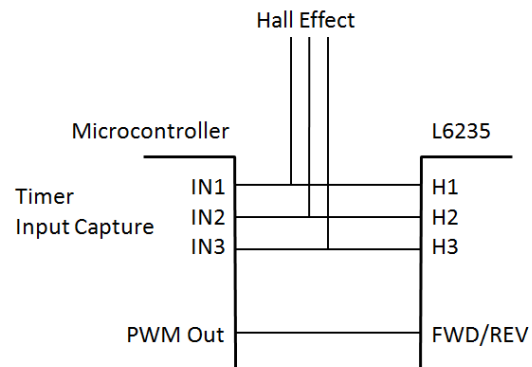 Hall Effect
Microcontroller
L6235
Timer
Input Capture
IN1
H1
IN2
H2
IN3
H3
PWM Out
FWD/REV